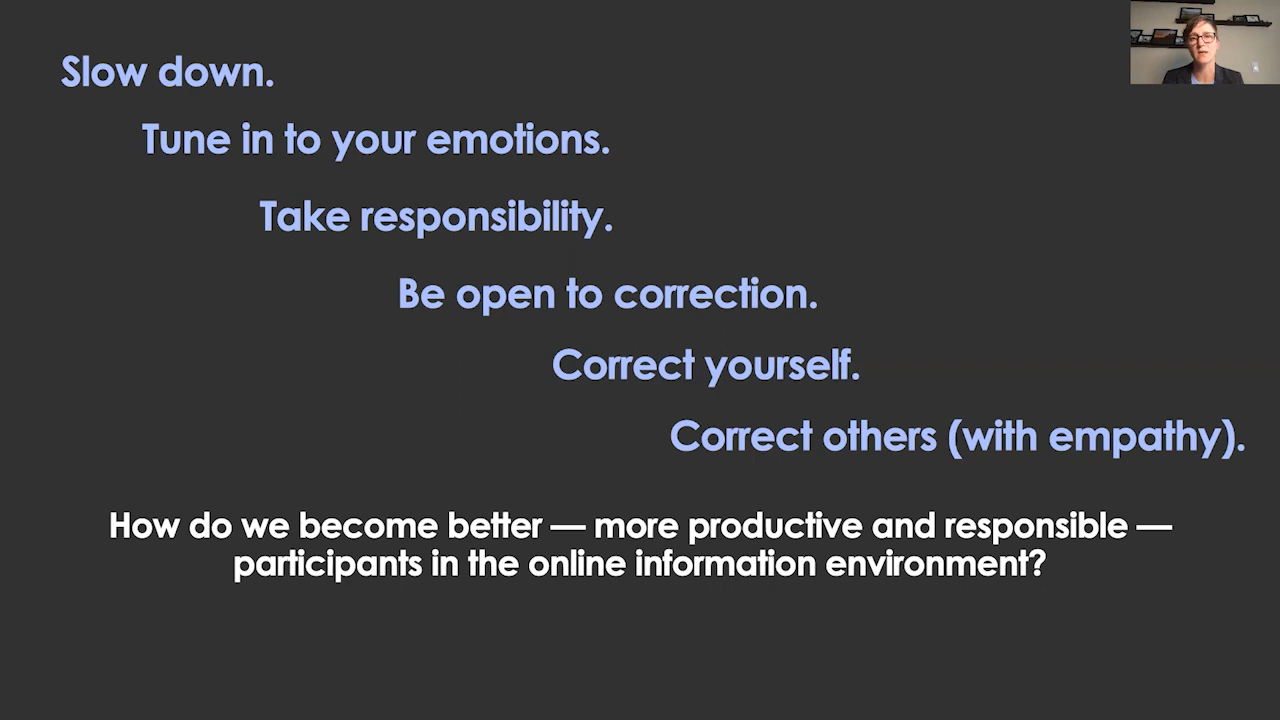 Slow down.
Tune in to your emotions.
Take responsibility.
Be open to correction.
Correct yourself.
Correct others (with empathy).
How do we become better — more productive and responsible —
participants in the online information environment?